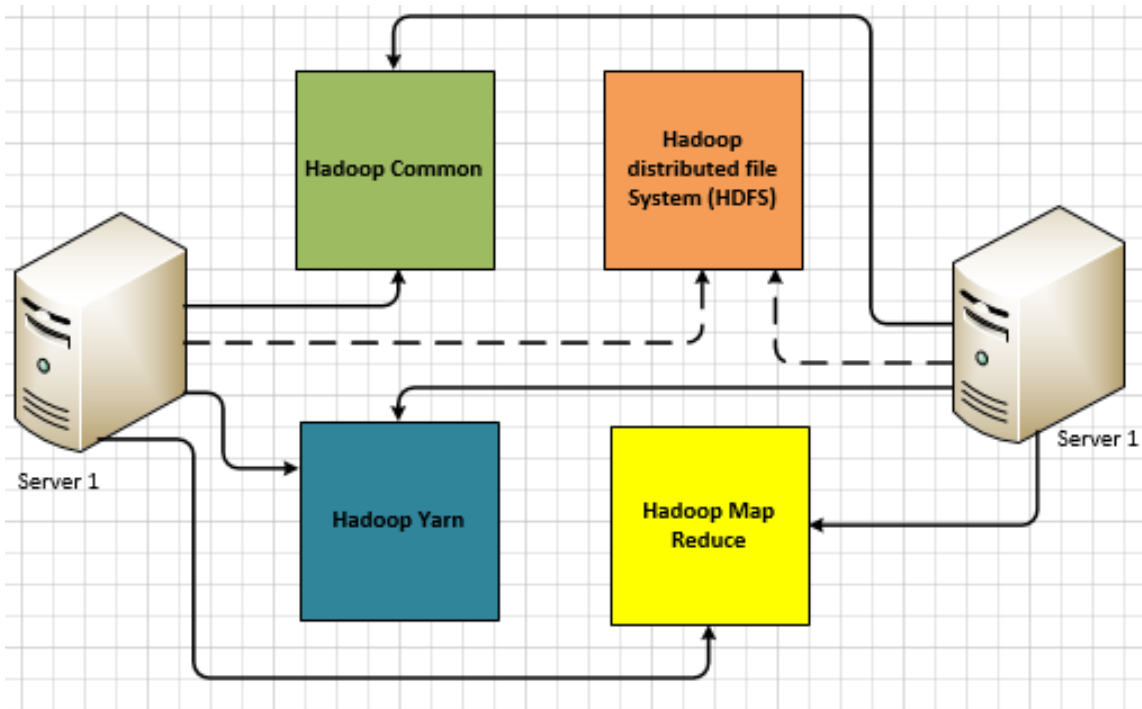 Hadoop Common
Hadoop
distributed file
System (HDFS)
Server 1
Server 1
Hadoop Yarn
Hadoop Map
Reduce